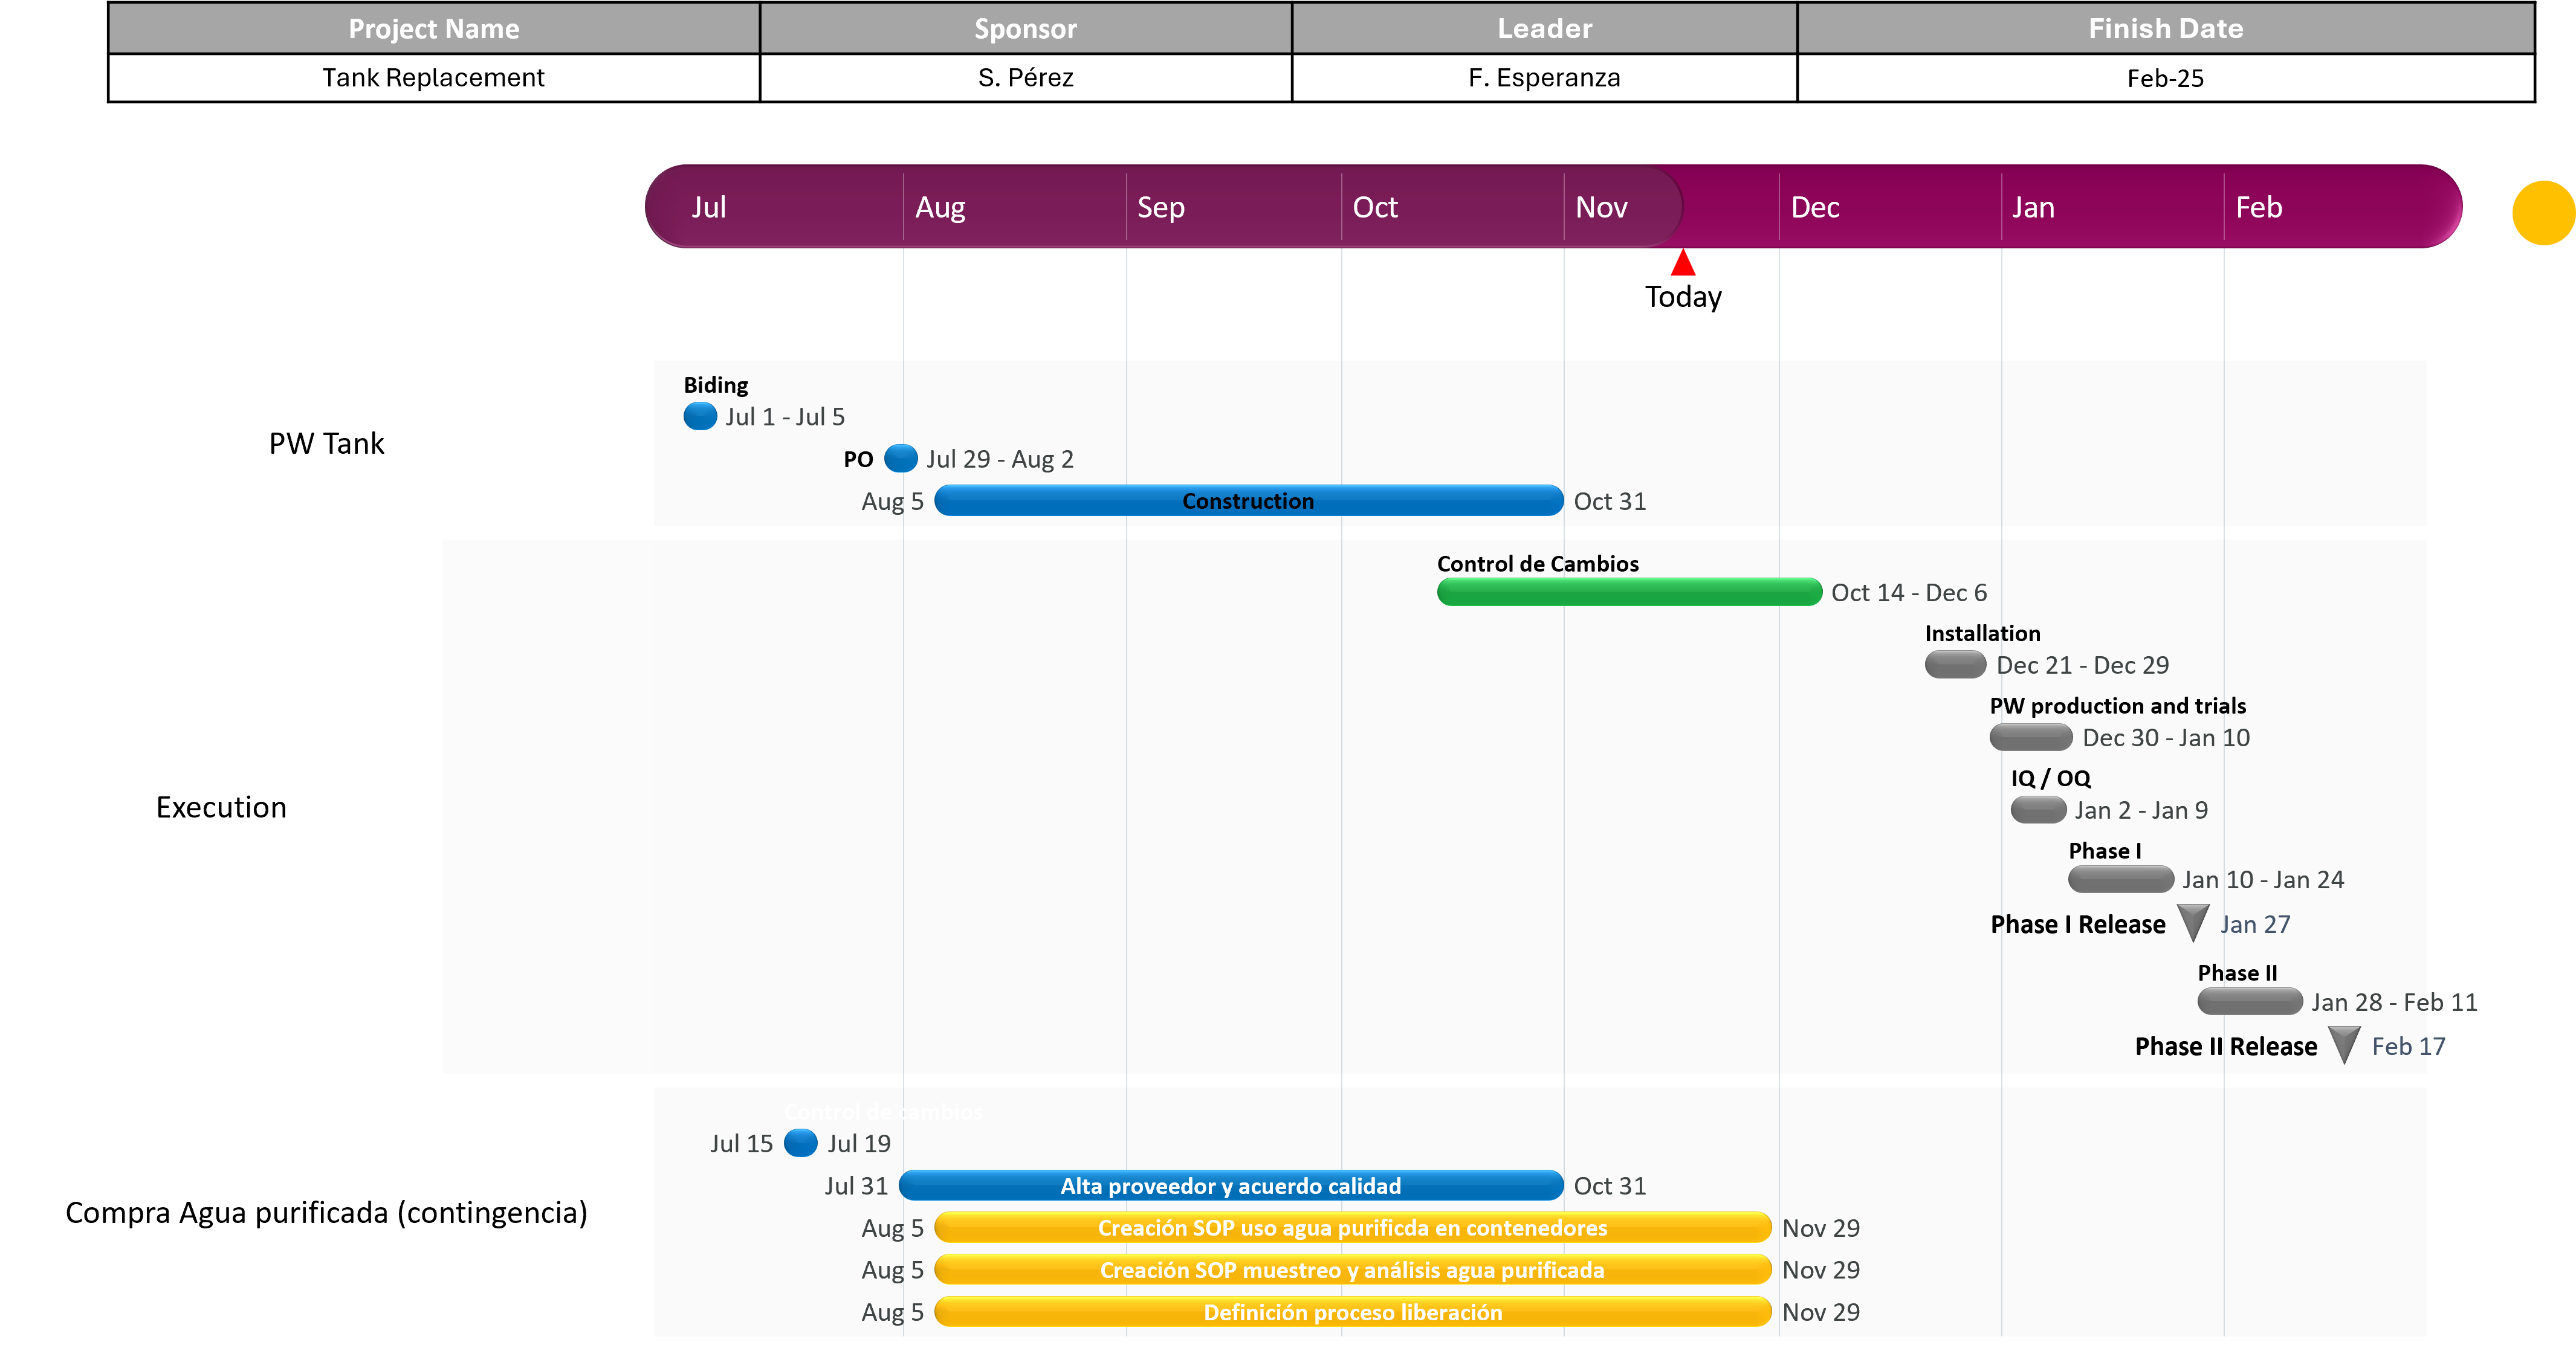 Project Name Sponsor Leader Finish Date
Tank Replacement S. Pérez F. Esperanza Feb-25
Jul Aug Sep Oct Nov Dec Jan Feb
Today
PW Tank
Biding
Jul 1 - Jul 5
PO Jul 29 - Aug 2
Aug 5 Construction Oct 31
Execution
Control de Cambios
Oct 14 - Dec 6
Installation
Dec 21 - Dec 29
PW production and trials
Dec 30 - Jan 10
IQ / OQ
Jan 2 - Jan 9
Phase I
Jan 10 - Jan 24
Phase I Release Jan 27
Phase II
Jan 28 - Feb 11
Phase II Release Feb 17
Compra Agua purificada (contingencia)
Control de cambios
Jul 15 Jul 19
Jul 31 Alta proveedor y acuerdo calidad Oct 31
Aug 5 Creación SOP uso agua purificda en contenedores Nov 29
Aug 5 Creación SOP muestreo y análisis agua purificada Nov 29
Aug 5 Definición proceso liberación Nov 29